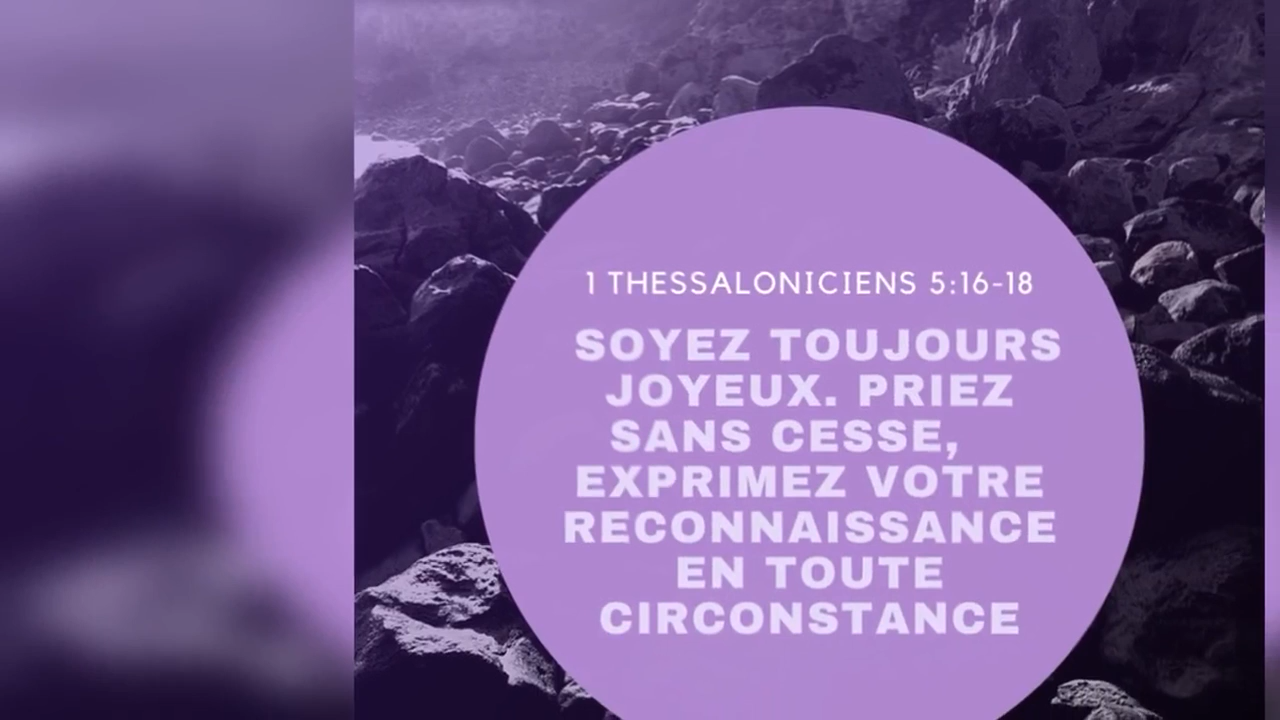 1 THESSALONICIENS 5:16-18
SOYEZ TOUJOURS
JOYEUX. PRIEZ
SANS CESSE,
EXPRIMEZ VOTRE
RECONNAISSANCE
EN TOUTE
CIRCONSTANCE